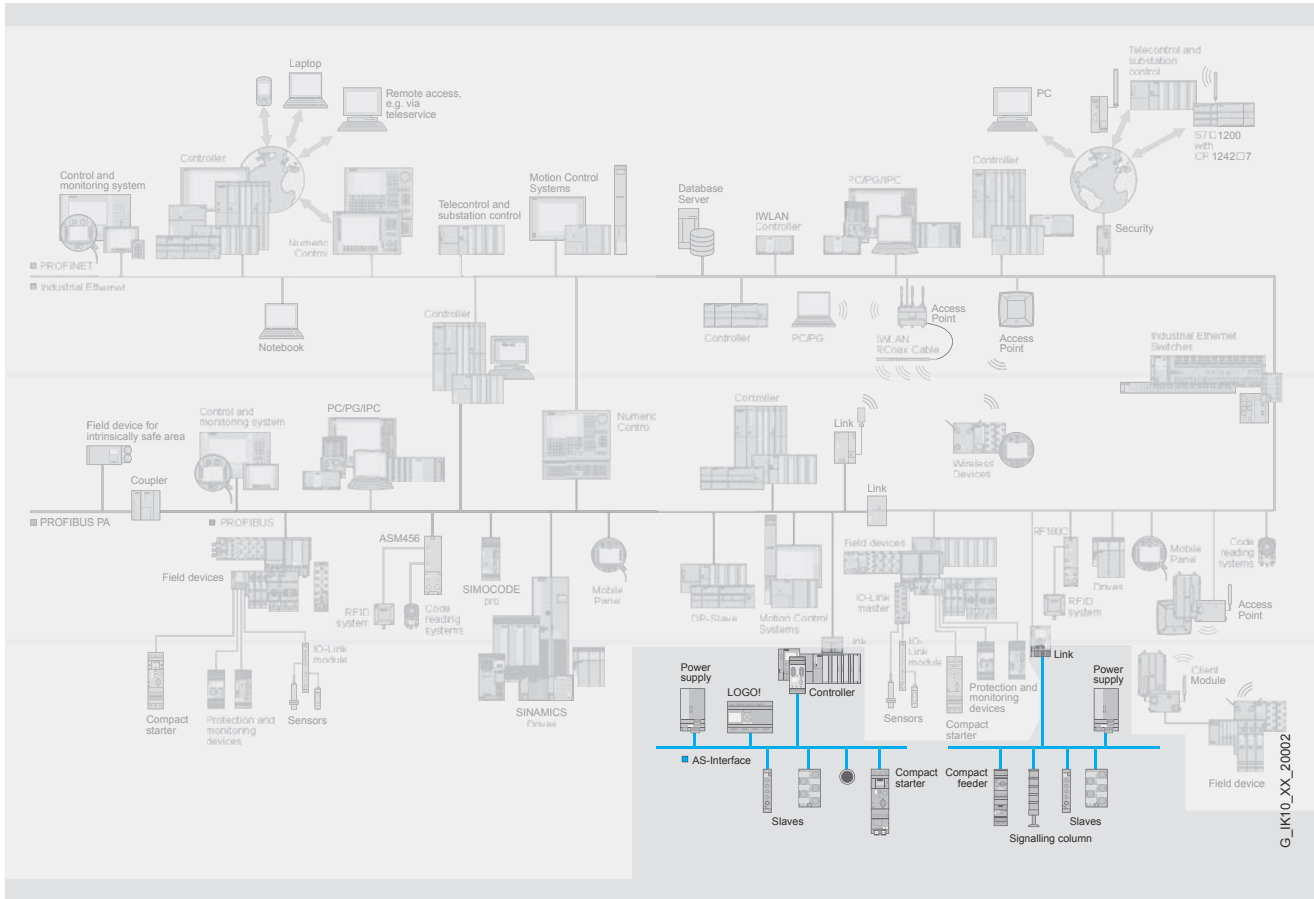 Laptop
Remote access,
e.g. via
teleservice
Controller
Control and
monitoring system
Numeric
Control
Telecontrol and
substation control
Motion Control
Systems
Database
Server
IWLAN
Controller
PC/PG/IPC
Controller
PC
Telecontrol and
substation
control
S7□1200
with
CP 1242□7
Security
PROFINET
Industrial Ethernet
Notebook
Controller
Controller
PC/PG
IWLAN
RCoax Cable
Access
Point
Access
Point
Industrial Ethernet
Switches
Field device for
intrinsically safe area
Coupler
Control and
monitoring system
PC/PG/IPC
Numeric
Control
Controller
Link
Wireless
Devices
Link
PROFIBUS PA
PROFIBUS
Field devices
ASM456
RFID
system
Code
reading
systems
SIMOCODE
pro
Mobile
Panel
SINAMICS
Drives
IO-Link
module
Compact
starter
Protection and
monitoring
devices
Sensors
DP-Slave
Motion Control
Systems
Link
Field devices
IO-Link
master
IO-
Link
module
Sensors
Compact
starter
Protection and
monitoring
devices
RF180C
RFID
system
Drives
Mobile
Panel
Code
reading
systems
Access
Point
Link
Client
Module
Field device
Power
supply
LOGO!
Controller
AS-Interface
Slaves
Compact
starter
Power
supply
Compact
feeder
Signalling column
Slaves
G_IK10_XX_20002